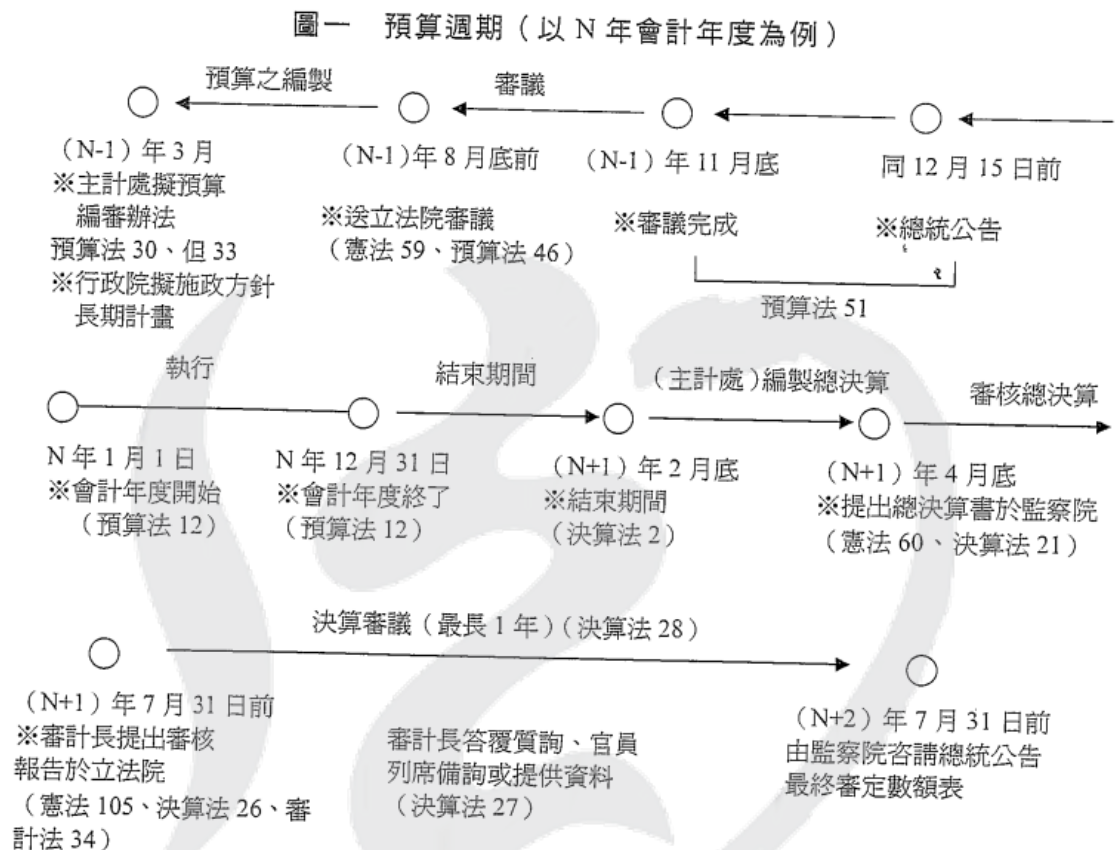 圖一 預算週期（以 N 年會計年度為例）
預算之編製
審議
（N-1）年 3 月
※主計處擬預算
編審辦法
預算法 30、但 33
※行政院擬施政方針
長期計畫
（N-1)年 8 月底前
※送立法院審議
（憲法 59、預算法 46）
（N-1）年 11 月底
※審議完成
同 12 月 15 日前
※總統公告
預算法 51
執行
結束期間
（主計處）編製總決算
審核總決算
N 年 1 月 1 日
※會計年度開始
（預算法 12）
N 年 12 月 31 日
※會計年度終了
（預算法 12）
（N+1）年 2 月底
※結束期間
（決算法 2）
（N+1）年 4 月底
※提出總決算書於監察院
（憲法 60、決算法 21）
決算審議（最長 1 年）（決算法 28）
（N+1）年 7 月 31 日前
※審計長提出審核
報告於立法院
（憲法 105、決算法 26、審
計法 34）
審計長答覆質詢、官員
列席備詢或提供資料
（決算法 27）
（N+2）年 7 月 31 日前
由監察院咨請總統公告
最終審定數額表